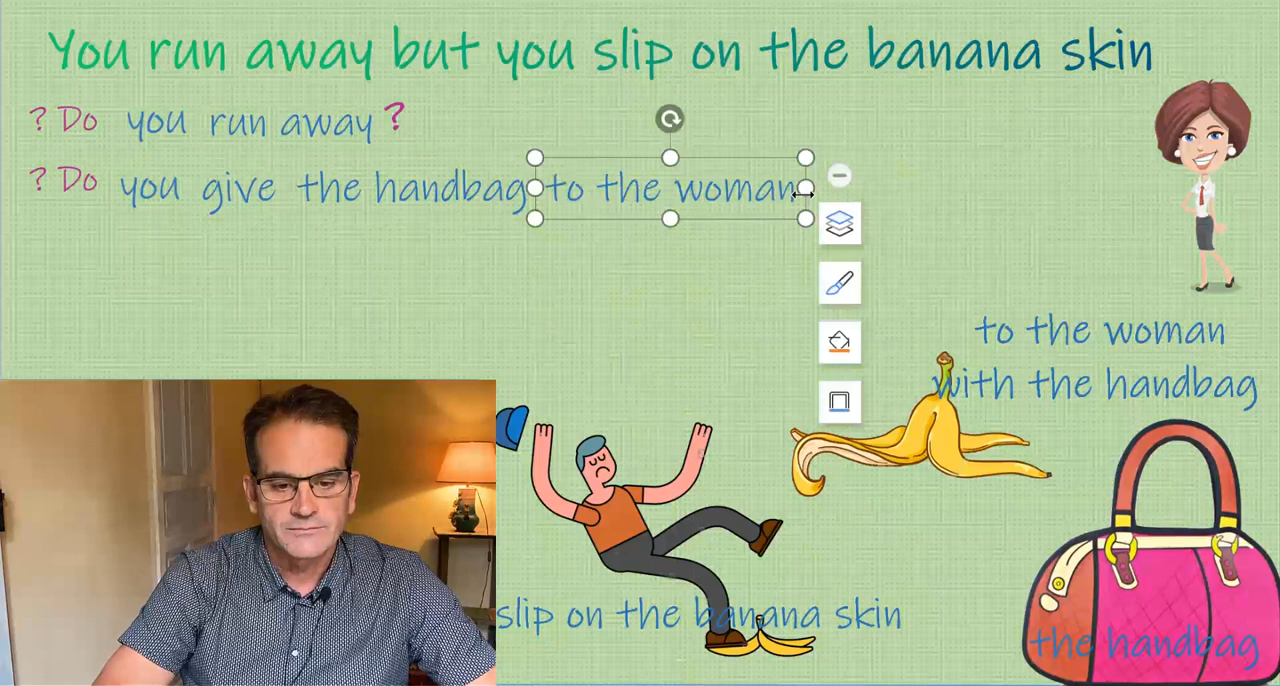 You run away but you slip on the banana skin
? Do you run away ?
? Do you give the handbag to the woman
to the woman
with the handbag
slip on the banana skin
the handbag